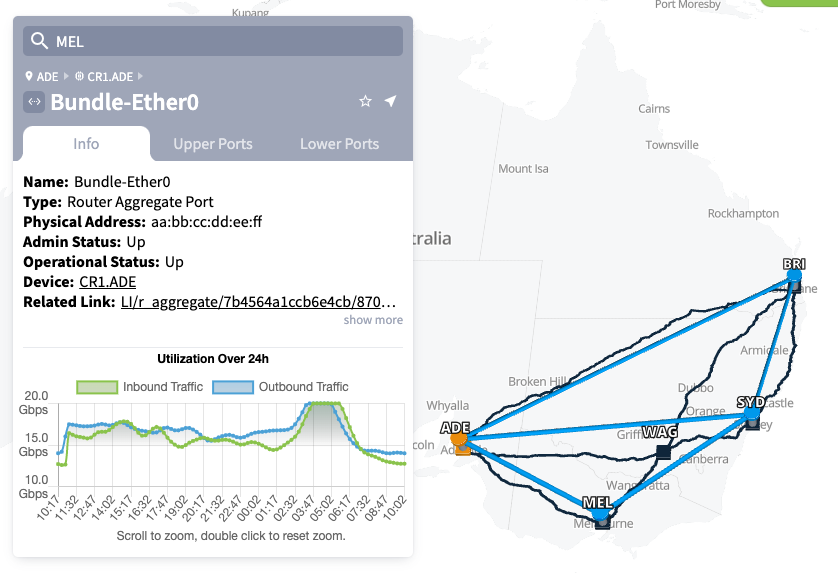 Kupang
Port Moresby
MEL
ADE
CR1.ADE
Bundle-Ether0
Info
Upper Ports
Lower Ports
Name: Bundle-Ether0
Type: Router Aggregate Port
Physical Address: aa:bb:cc:dd:ee:ff
Admin Status: Up
Operational Status: Up
Device: CR1.ADE
Related Link: LI/r_aggregate/7b4564a1ccb6e4cb/870...
show more
Utilization Over 24h
Inbound Traffic
Outbound Traffic
20.0
Gbps
15.0
Gbps
10.0
Gbps
10:17
11:32
12:47
14:02
15:17
16:32
17:47
19:02
20:17
21:32
22:47
00:02
01:17
02:32
03:47
05:02
06:17
07:32
08:47
10:02
Scroll to zoom, double click to reset zoom.
Cairns
Townsville
Mount Isa
Rockhampton
tralia
BRI
ane
Armidale
Broken Hill
Dubbo
Whyalla
SYD
castle
Orange
ADE
WAG
Griff
ey
coln
Ad
Canberra
Wang
atta
MEL
Melbourne